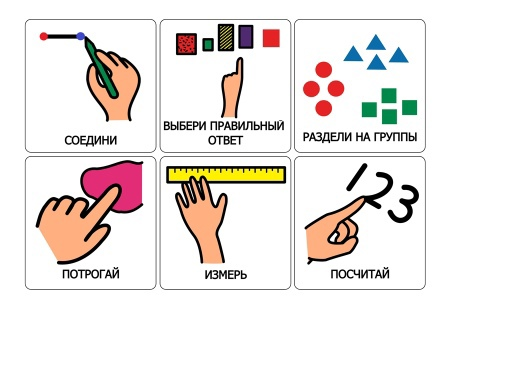 СОЕДИНИ
ВЫБЕРИ ПРАВИЛЬНЫЙ
ОТВЕТ
РАЗДЕЛИ НА ГРУППЫ
ПОТРОГАЙ
ИЗМЕРЬ
123
ПОСЧИТАЙ